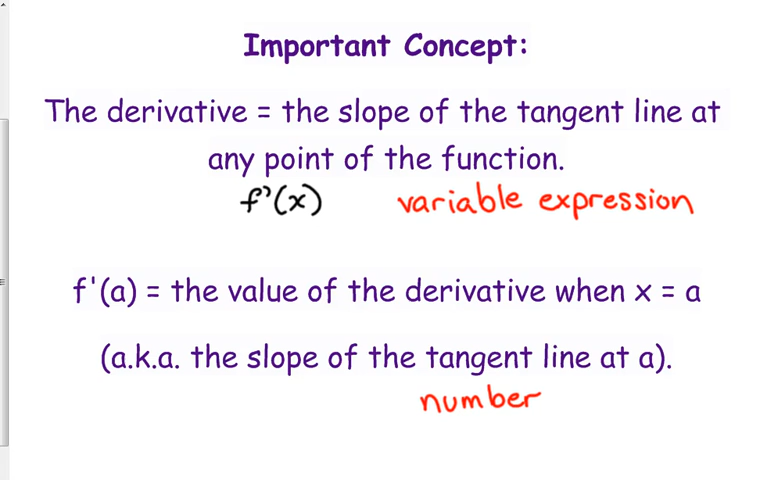 Important Concept:
The derivative = the slope of the tangent line at
any point of the function.
f'(x) variable expression
f'(a) = the value of the derivative when x = a
(a.k.a. the slope of the tangent line at a).
number